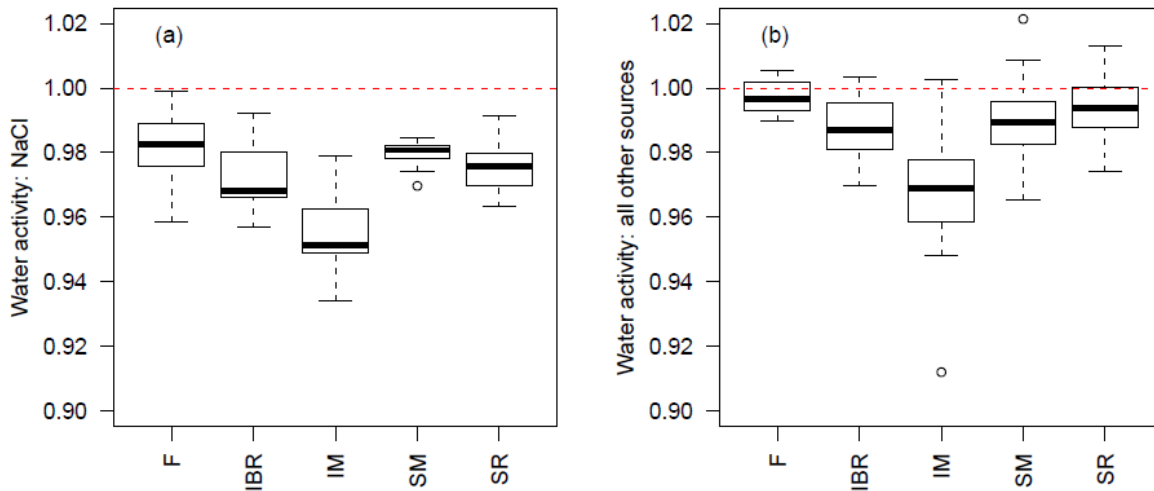 (a)
Water activity: NaCl
1.02
1.00
0.98
0.96
0.94
0.92
0.90
F
IBR
IM
SM
SR
(b)
Water activity: all other sources
1.02
1.00
0.98
0.96
0.94
0.92
0.90
F
IBR
IM
SM
SR